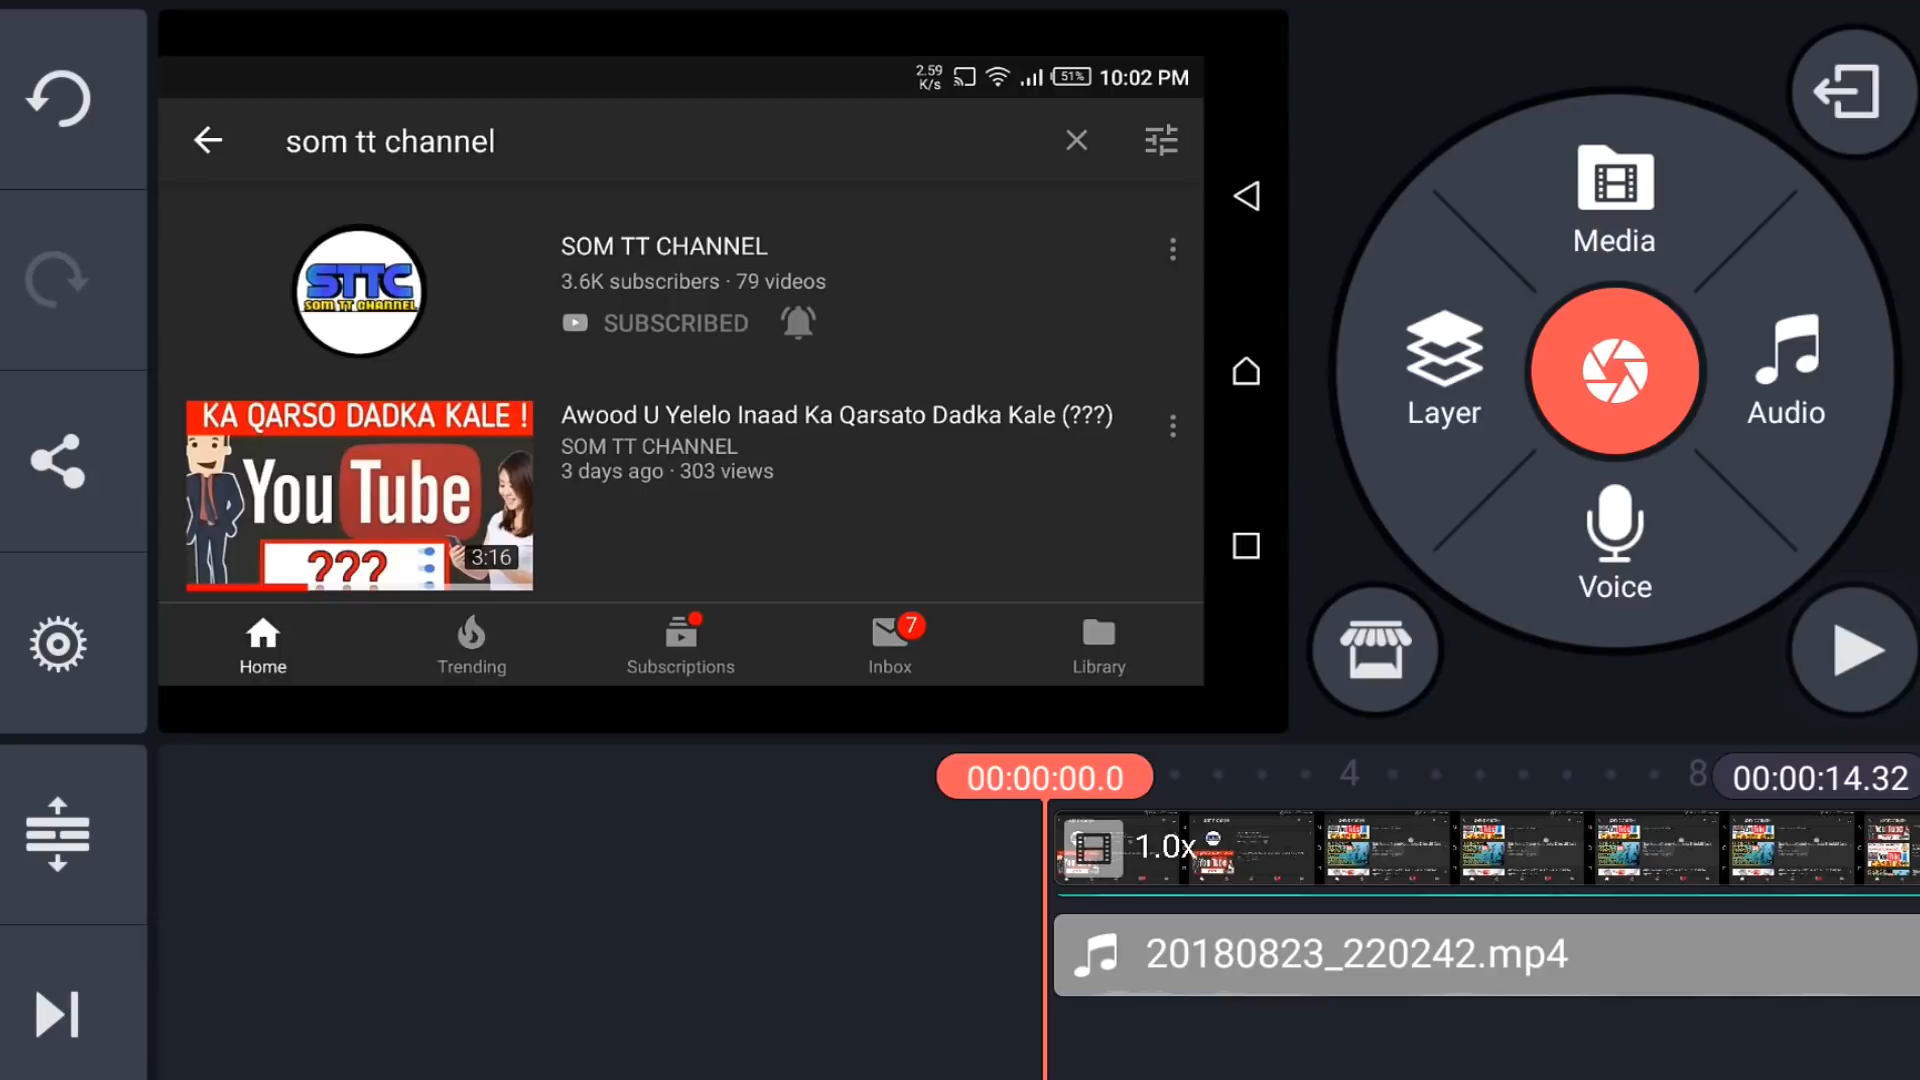 2.59
K/s
51%
10:02 PM
som tt channel
STTC
SOM TT CHANNEL
SOM TT CHANNEL
3.6K subscribers · 79 videos
SUBSCRIBED
KA QARSO DADKA KALE !
YouTube
???
3:16
Awood U Yelelo Inaad Ka Qarsato Dadka Kale (???)
SOM TT CHANNEL
3 days ago · 303 views
Home
Trending
Subscriptions
7
Inbox
Library
Media
Layer
Audio
Voice
00:00:00.0
4
8
00:00:14.32
1.0x
20180823_220242.mp4